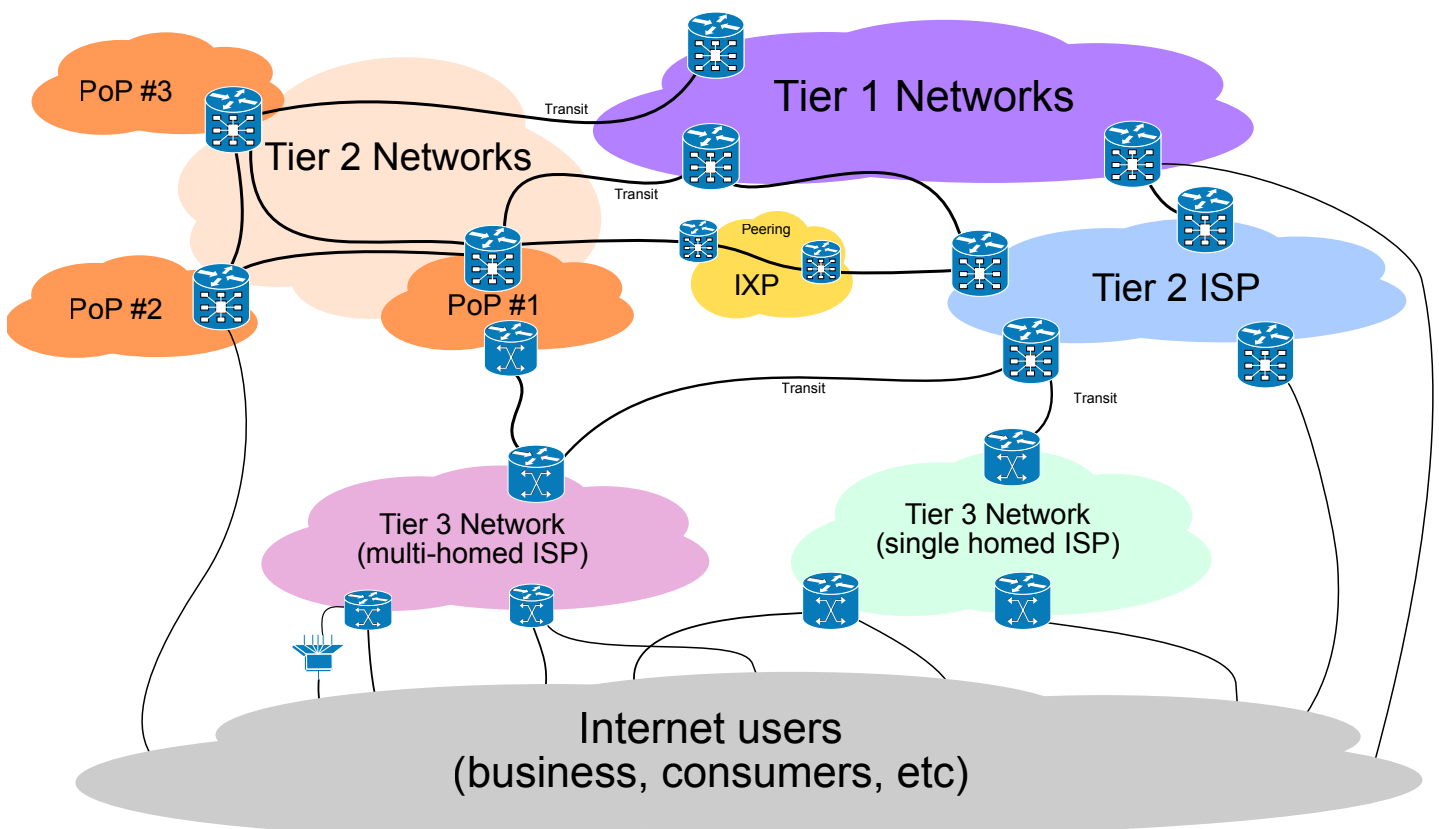 PoP #3
Transit
Tier 1 Networks
Tier 2 Networks
Transit
Peering
IXP
PoP #2
PoP #1
Tier 2 ISP
Transit
Transit
Tier 3 Network
(multi-homed ISP)
Tier 3 Network
(single homed ISP)
Internet users
(business, consumers, etc)